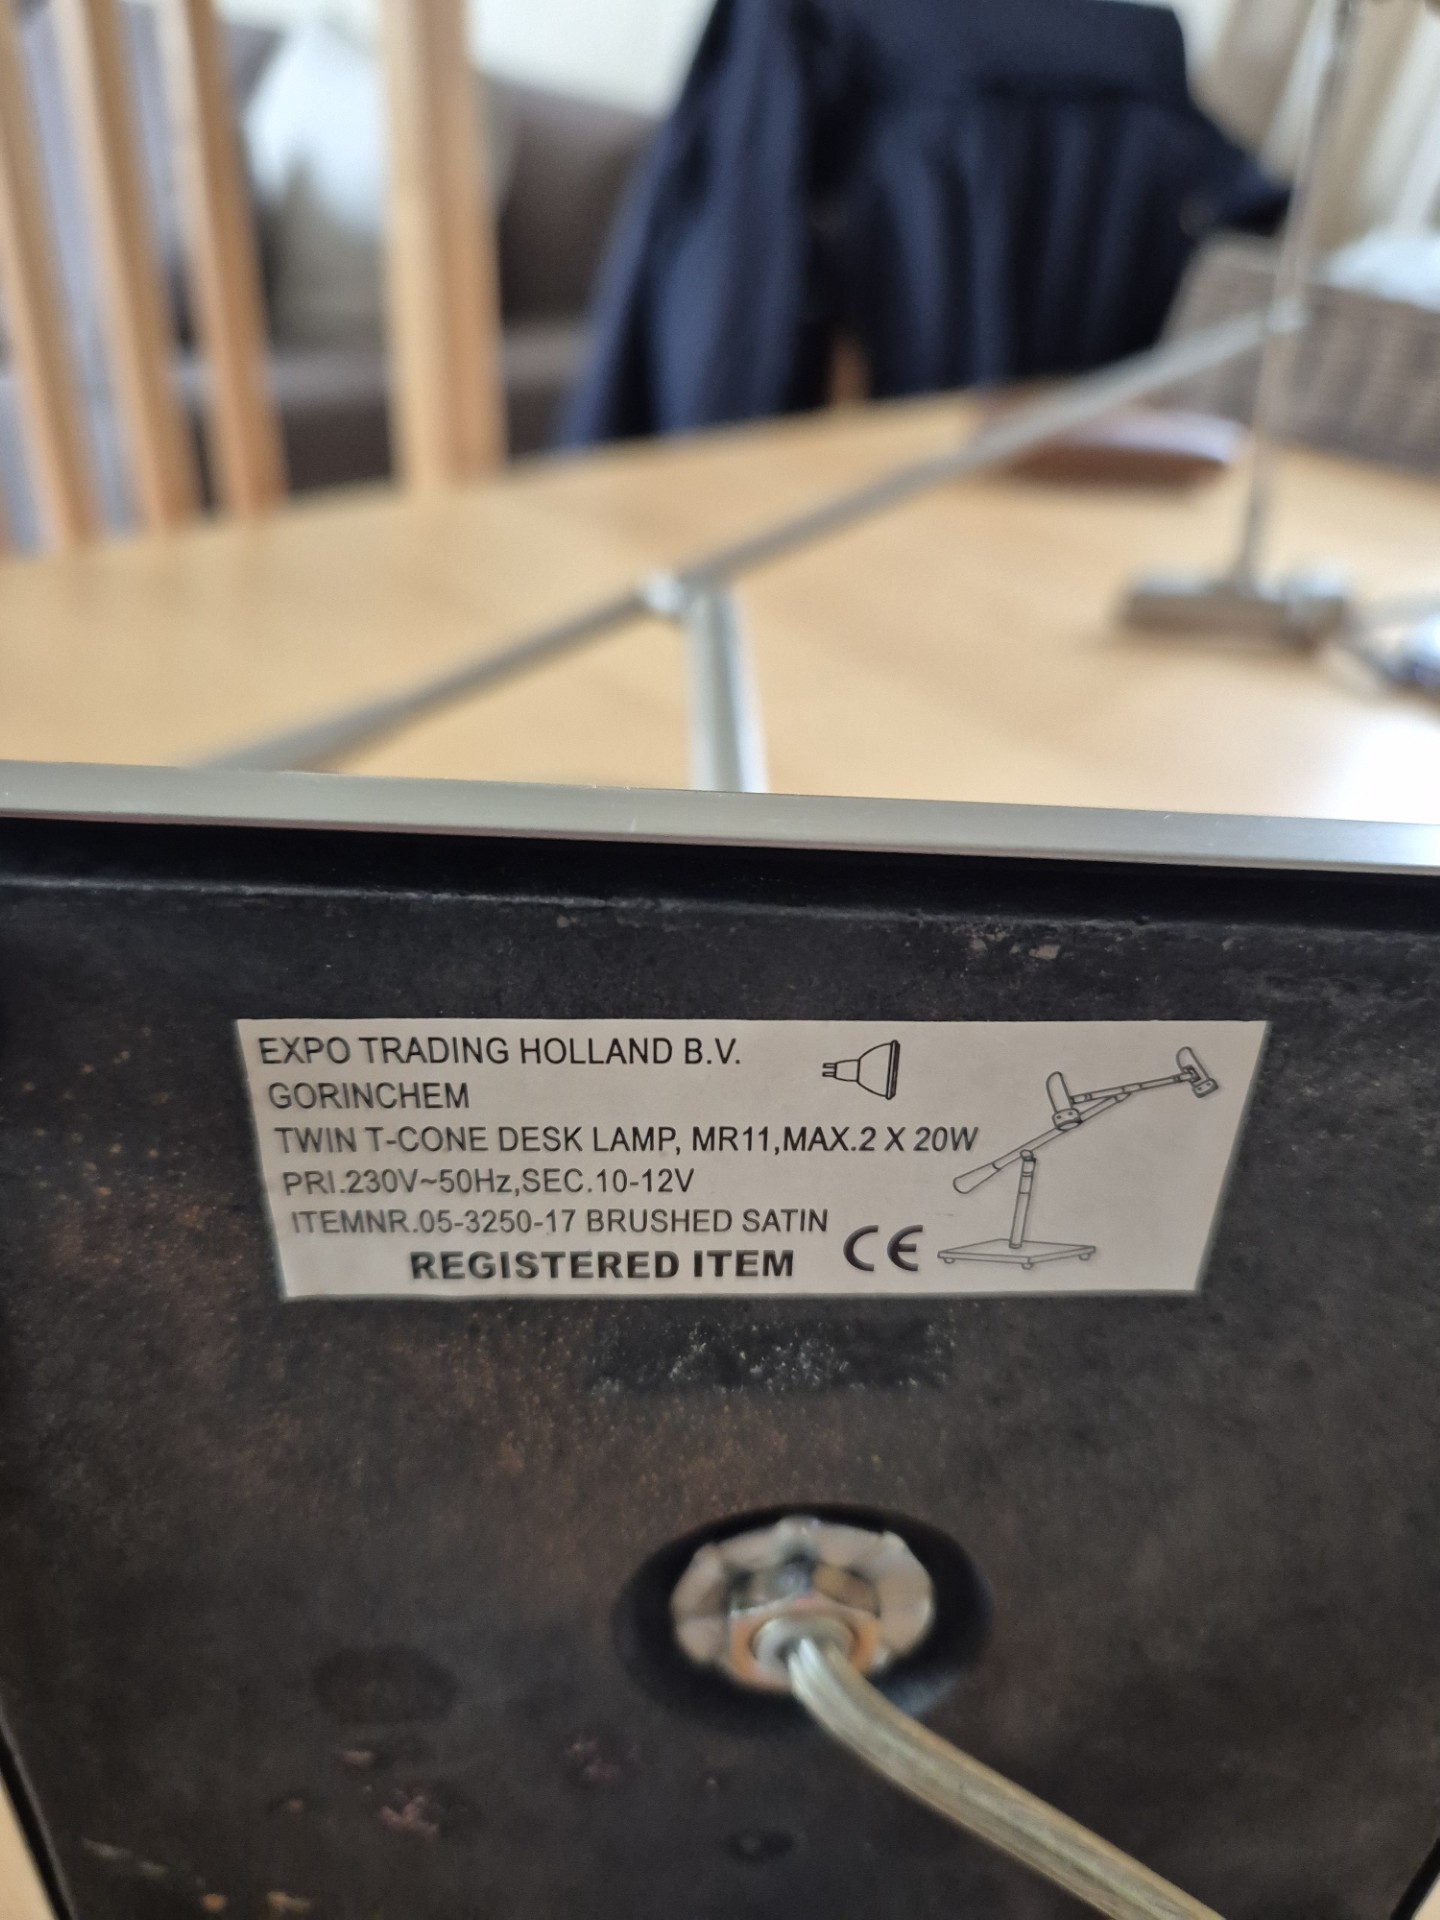 EXPO TRADING HOLLAND B.V.
GORINCHEM
TWIN T-CONE DESK LAMP, MR11,MAX.2 X 20W
PRI.230V~50Hz,SEC.10-12V
ITEMNR.05-3250-17 BRUSHED SATIN
REGISTERED ITEM CE